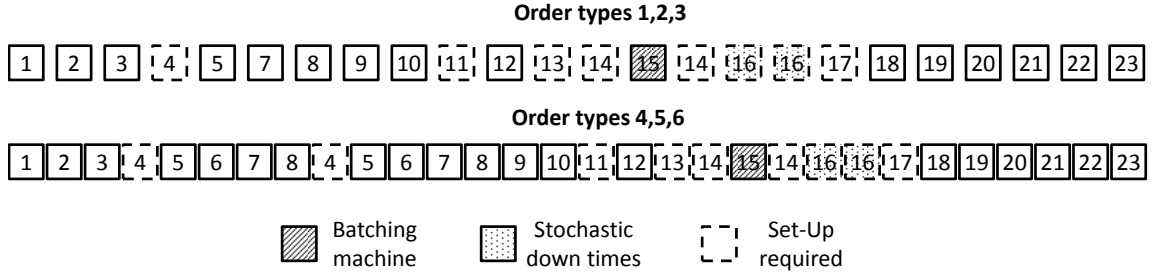 Order types 1,2,3
1 2 3 4 5 7 8 9 10 11 12 13 14 15 14 16 16 17 18 19 20 21 22 23
Order types 4,5,6
1 2 3 4 5 6 7 8 4 5 6 7 8 9 10 11 12 13 14 15 14 16 16 17 18 19 20 21 22 23
Batching
machine
Stochastic
down times
Set-Up
required